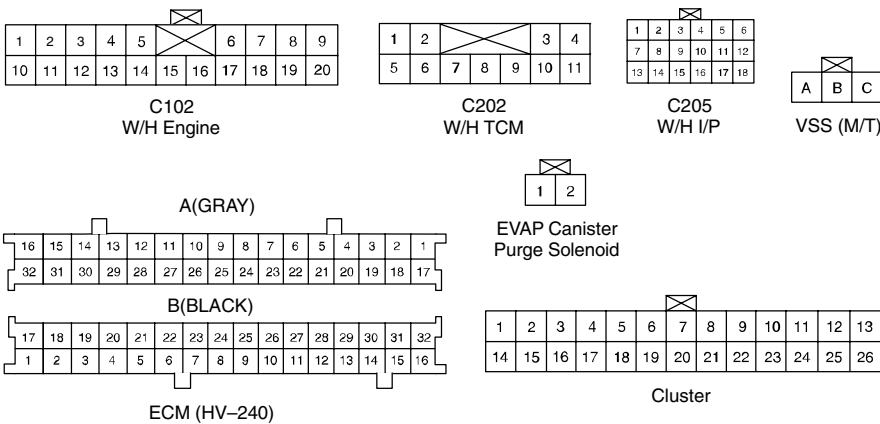 1 2 3 4 5 6 7 8 9
10 11 12 13 14 15 16 17 18 19 20
C102
W/H Engine
1 2 3 4
5 6 7 8 9 10 11
C202
W/H TCM
1 2 3 4 5 6
7 8 9 10 11 12
13 14 15 16 17 18
C205
W/H I/P
A B C
VSS (M/T)
A(GRAY)
16 15 14 13 12 11 10 9 8 7 6 5 4 3 2 1
32 31 30 29 28 27 26 25 24 23 22 21 20 19 18 17
B(BLACK)
17 18 19 20 21 22 23 24 25 26 27 28 29 30 31 32
1 2 3 4 5 6 7 8 9 10 11 12 13 14 15 16
ECM (HV–240)
1 2
EVAP Canister
Purge Solenoid
1 2 3 4 5 6 7 8 9 10 11 12 13
14 15 16 17 18 19 20 21 22 23 24 25 26
Cluster